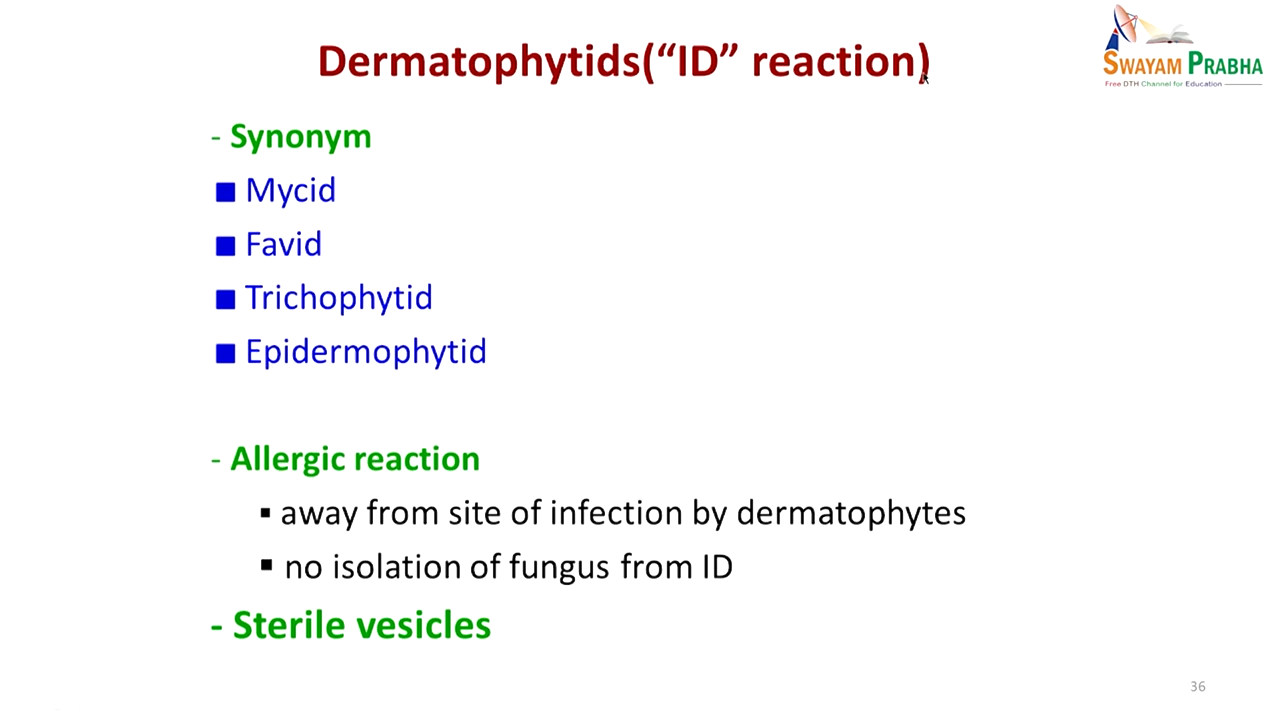 Dermatophytids(“ID” reaction)
SWAYAM PRABHA
Free DTH Channel for Education
- Synonym
■ Mycid
■ Favid
■ Trichophytid
■ Epidermophytid
- Allergic reaction
▪ away from site of infection by dermatophytes
▪ no isolation of fungus from ID
- Sterile vesicles
36